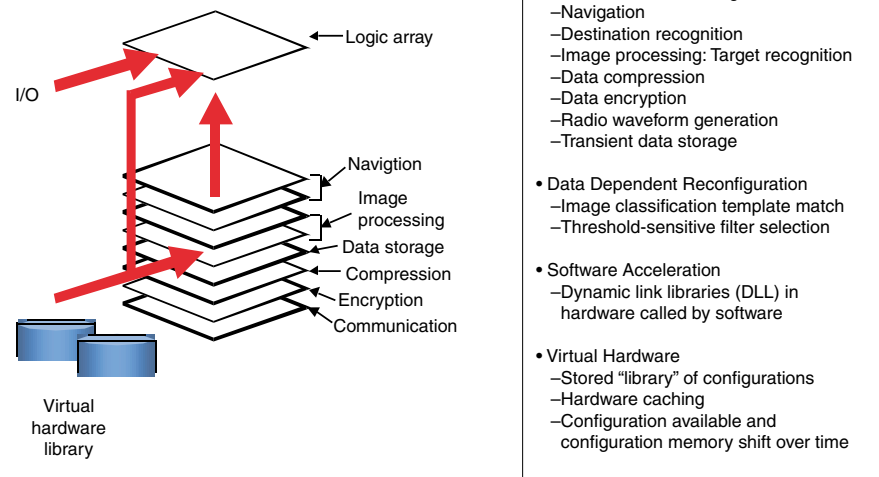 Logic array
I/O
Navigtion
Image
processing
Data storage
Compression
Encryption
Communication
Virtual
hardware
library
–Navigation
–Destination recognition
–Image processing: Target recognition
–Data compression
–Data encryption
–Radio waveform generation
–Transient data storage
• Data Dependent Reconfiguration
–Image classification template match
–Threshold-sensitive filter selection
• Software Acceleration
–Dynamic link libraries (DLL) in
hardware called by software
• Virtual Hardware
–Stored “library” of configurations
–Hardware caching
–Configuration available and
configuration memory shift over time